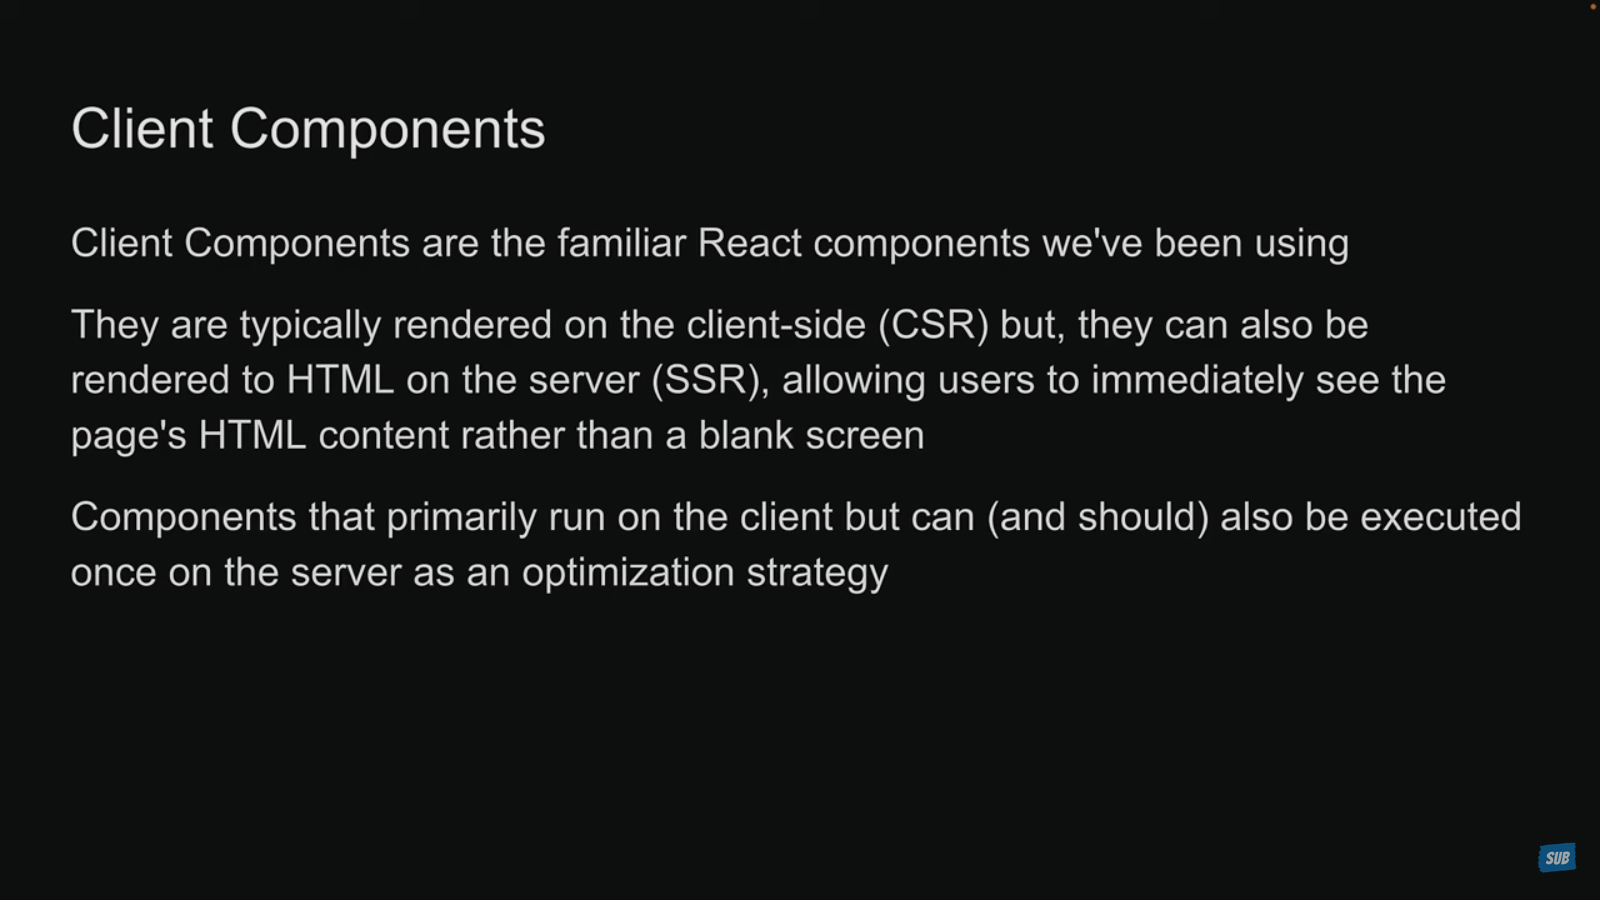 Client Components
Client Components are the familiar React components we've been using
They are typically rendered on the client-side (CSR) but, they can also be
rendered to HTML on the server (SSR), allowing users to immediately see the
page's HTML content rather than a blank screen
Components that primarily run on the client but can (and should) also be executed
once on the server as an optimization strategy
SUB